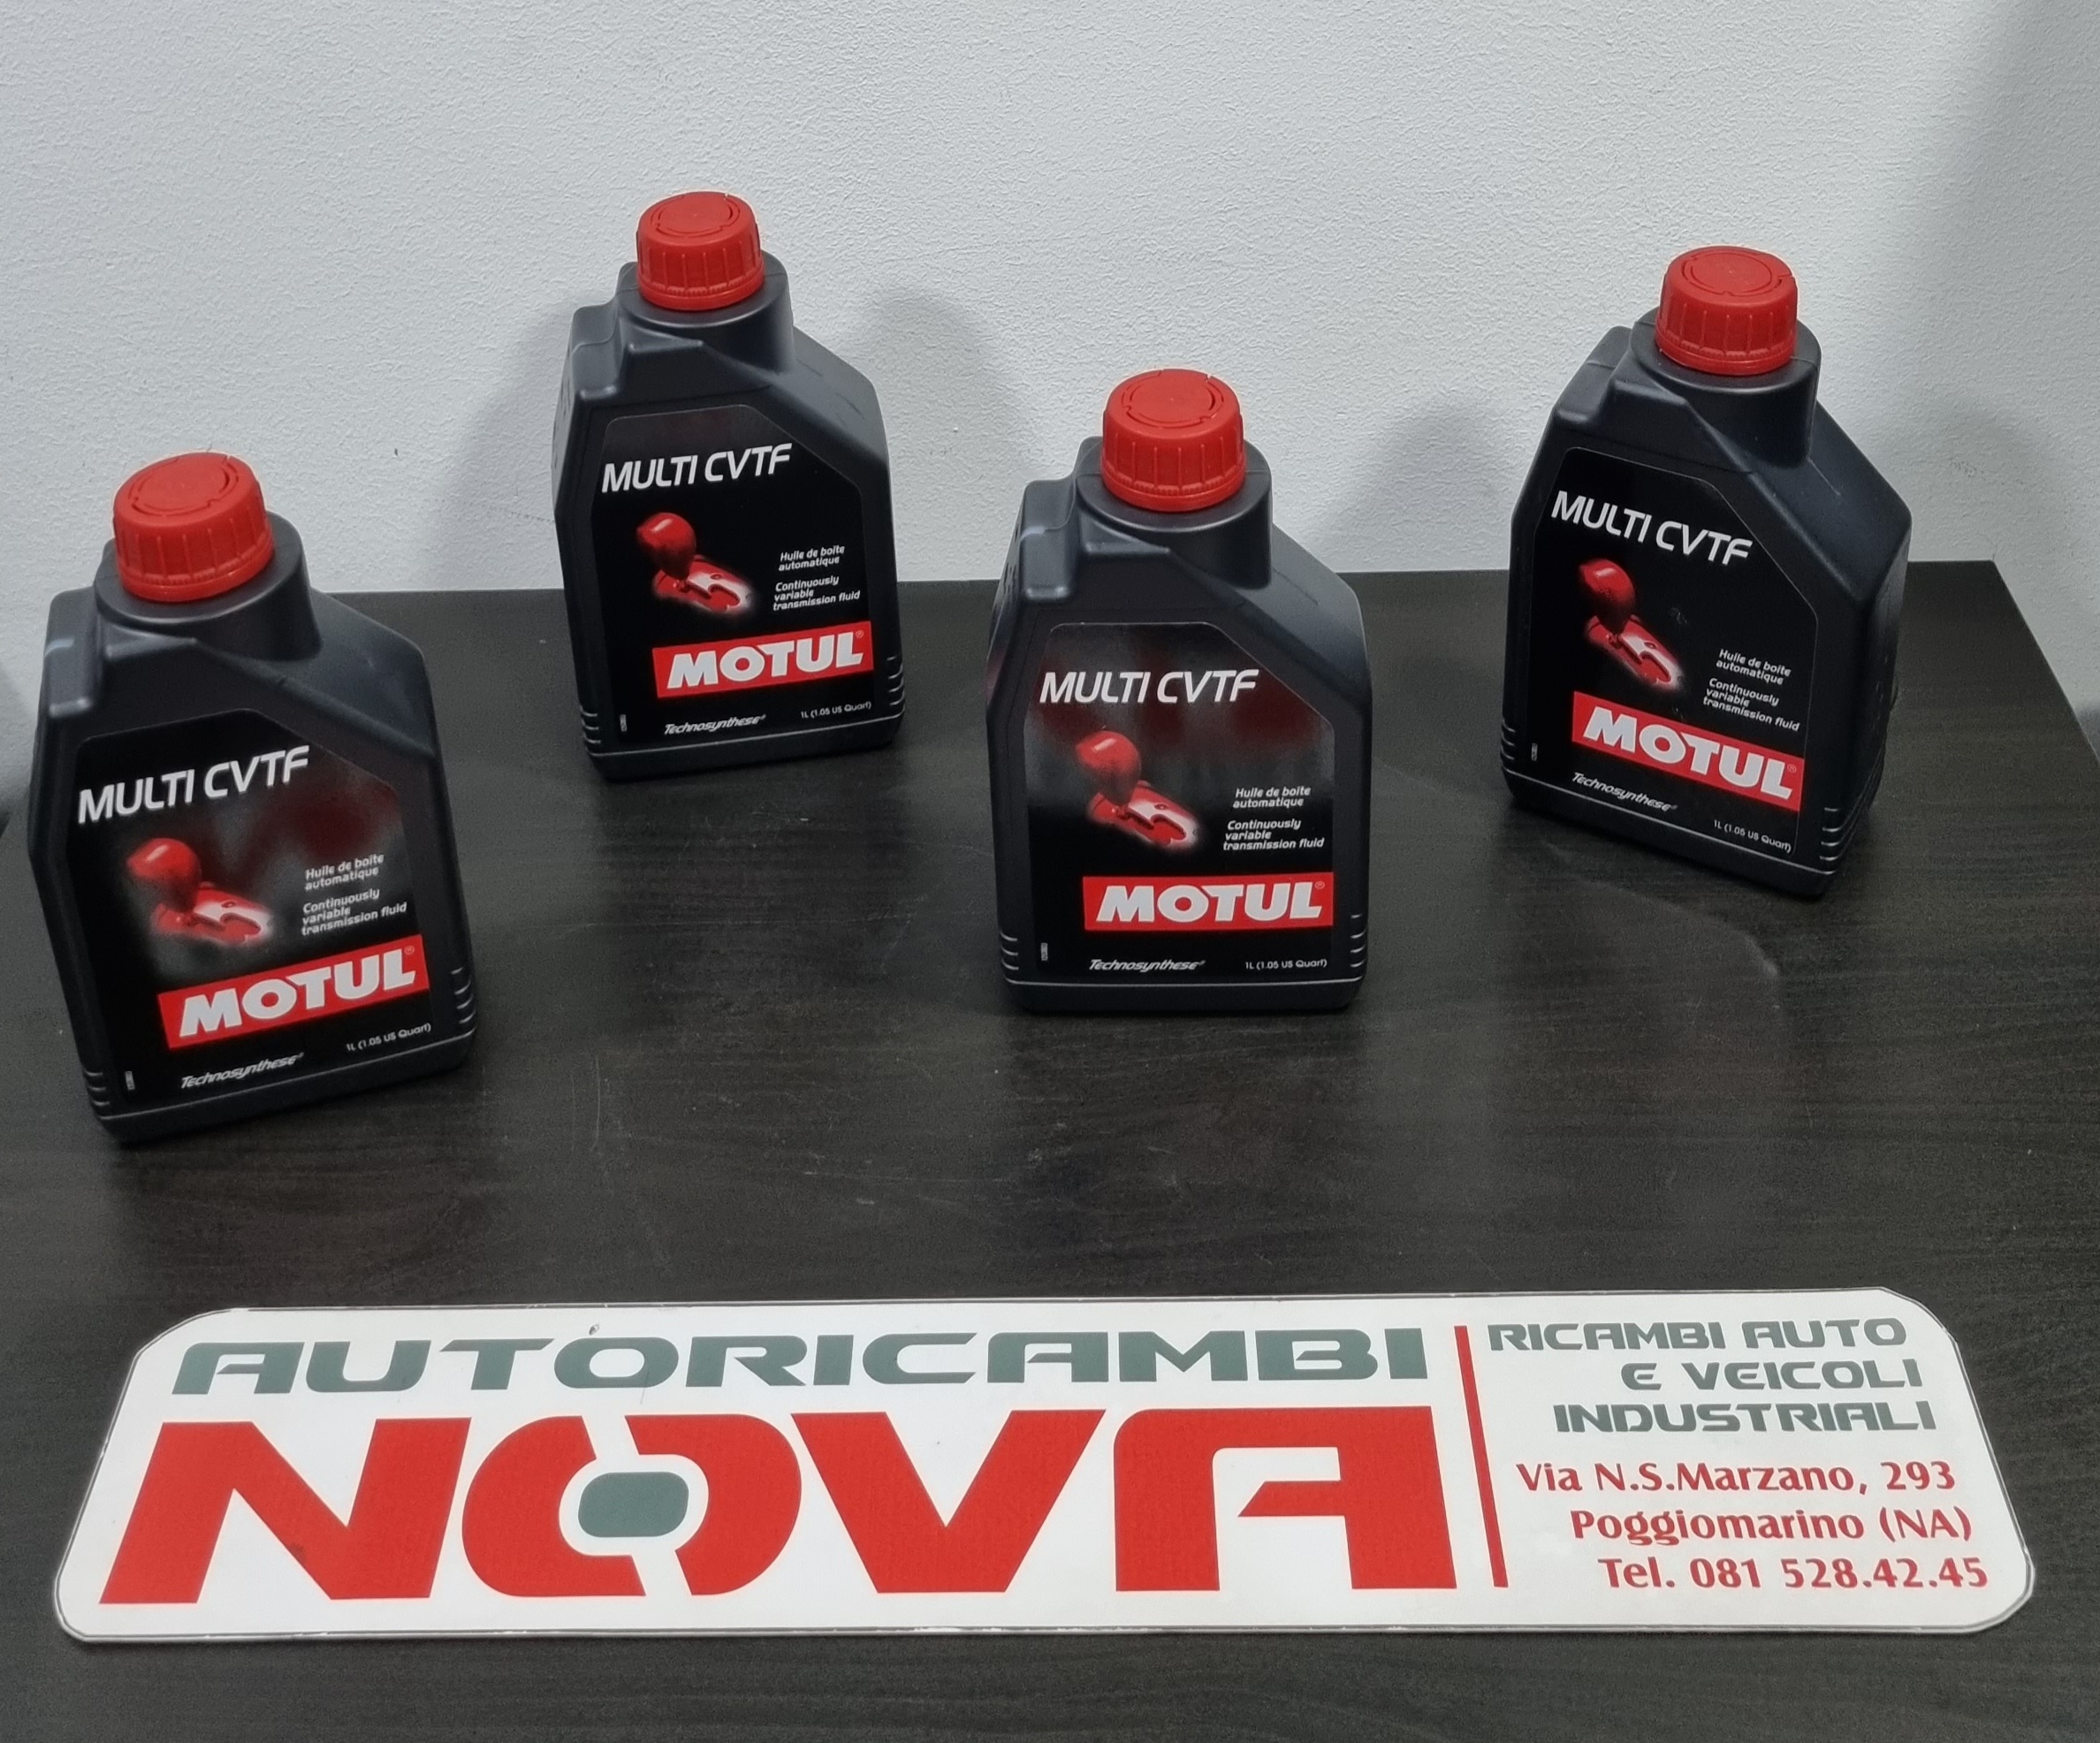 MULTI CVTF
Huile de boîte
automatique
Continuously
variable
transmission fluid
MOTUL®
Technosynthese®
1L (1.05 US Quart)
MULTI CVTF
Huile de boîte
automatique
Continuously
variable
transmission fluid
MOTUL®
Technosynthese®
1L (1.05 US Quart)
MULTI CVTF
Huile de boîte
automatique
Continuously
variable
transmission fluid
MOTUL®
Technosynthese®
1L (1.05 US Quart)
MULTI CVTF
Huile de boîte
automatique
Continuously
variable
transmission fluid
MOTUL®
Technosynthese®
1L (1.05 US Quart)
AUTORICAMBI
NOVA
RICAMBI AUTO
E VEICOLI
INDUSTRIALI
Via N.S.Marzano, 293
Poggiomarino (NA)
Tel. 081 528.42.45